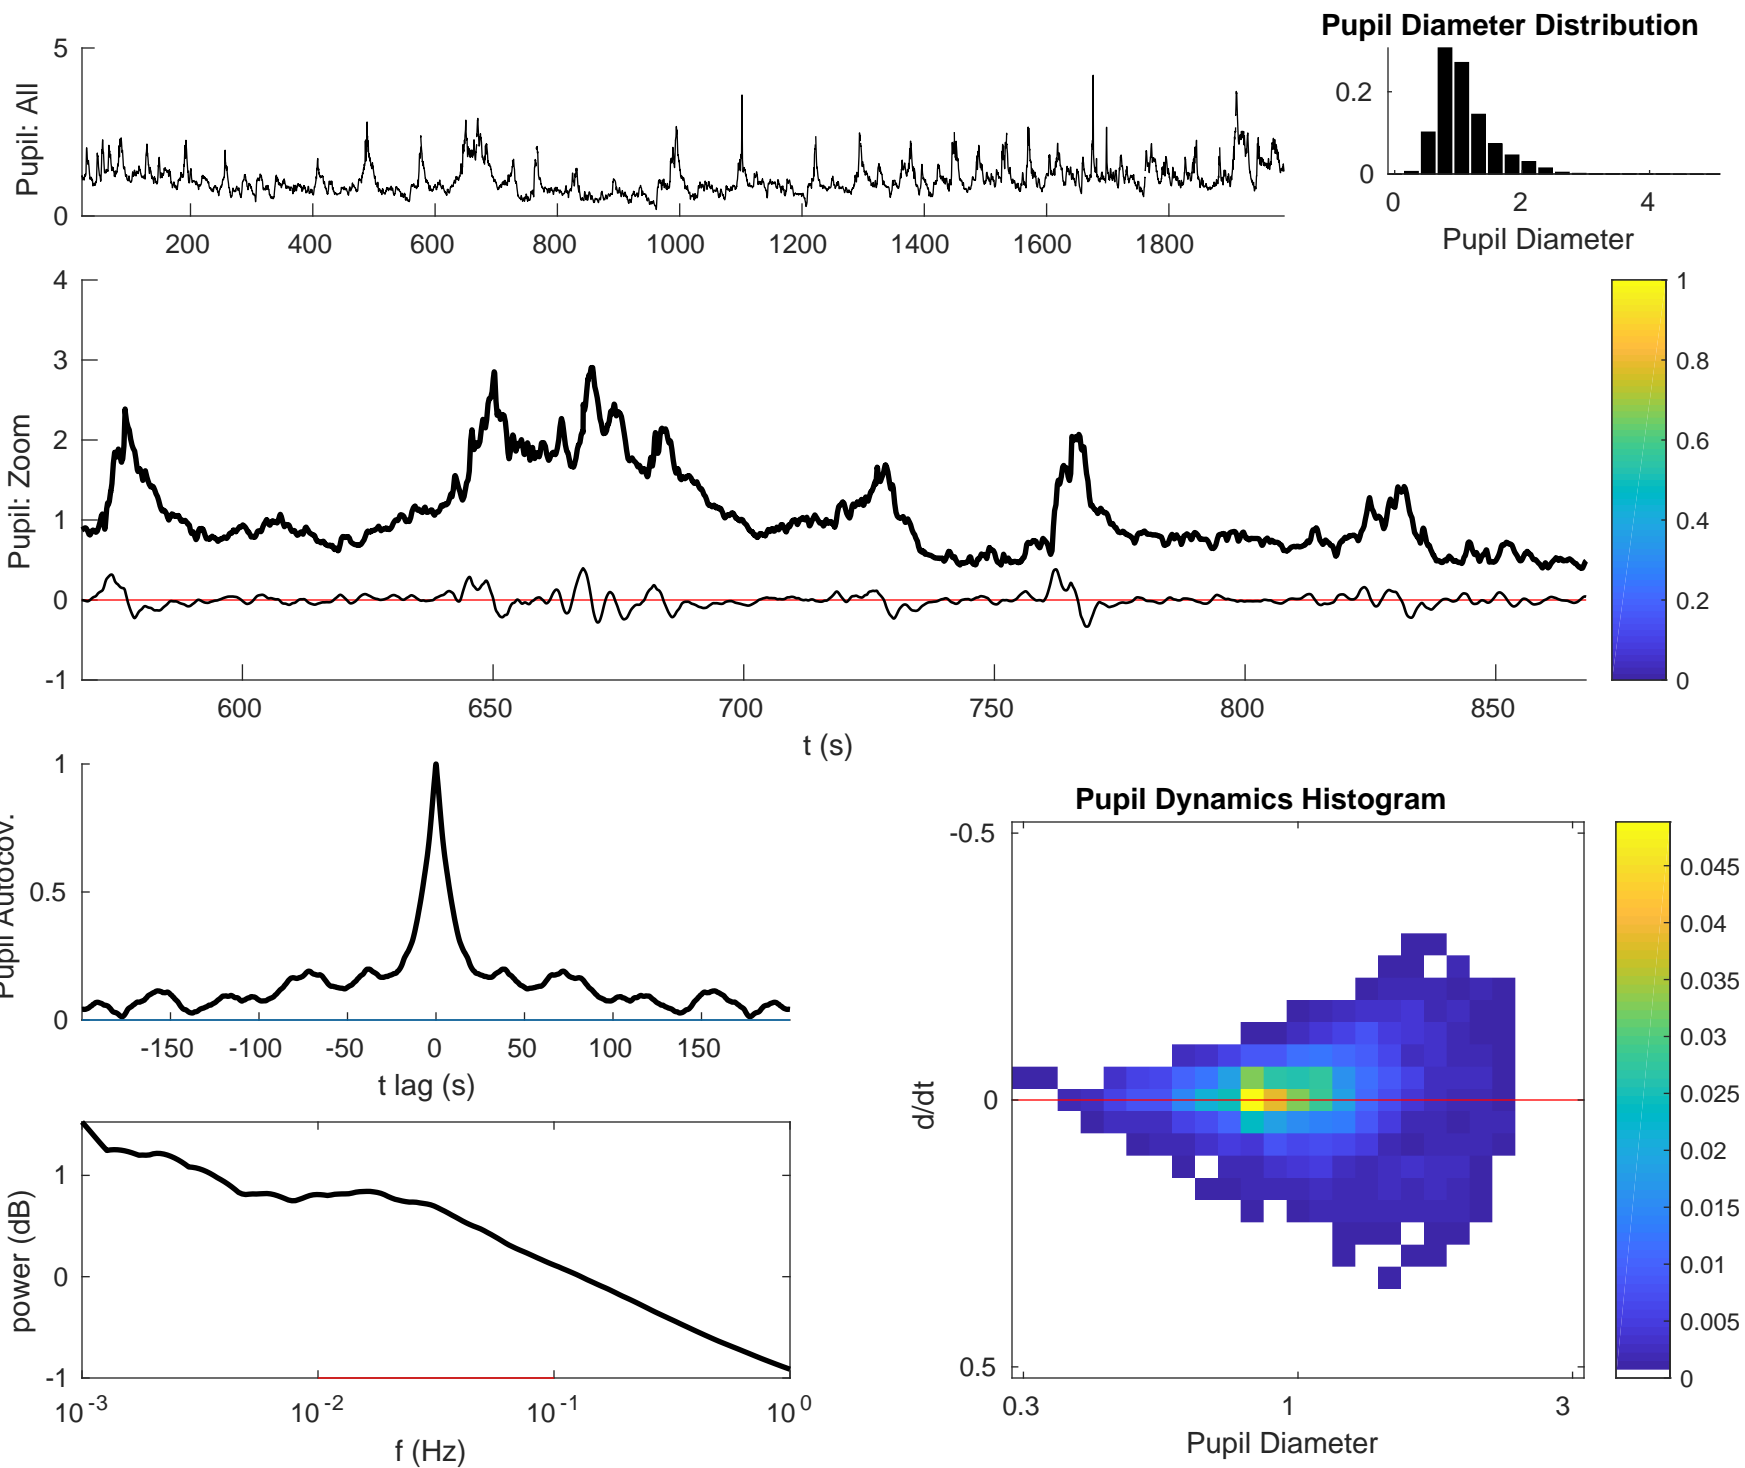 Pupil Diameter Distribution
5
0
Pupil: All
200 400 600 800 1000 1200 1400 1600 1800
0.2
0
0 2 4
Pupil Diameter
4
3
2
1
0
-1
Pupil: Zoom
600 650 700 750 800 850
t (s)
1
0.8
0.6
0.4
0.2
0
1
0.5
0
Pupil Autocov.
-150 -100 -50 0 50 100 150
t lag (s)
Pupil Dynamics Histogram
-0.5
0
0.5
d/dt
0.3 1 3
Pupil Diameter
0.045
0.04
0.035
0.03
0.025
0.02
0.015
0.01
0.005
0
1
0
-1
power (dB)
10^-3 10^-2 10^-1 10^0
f (Hz)